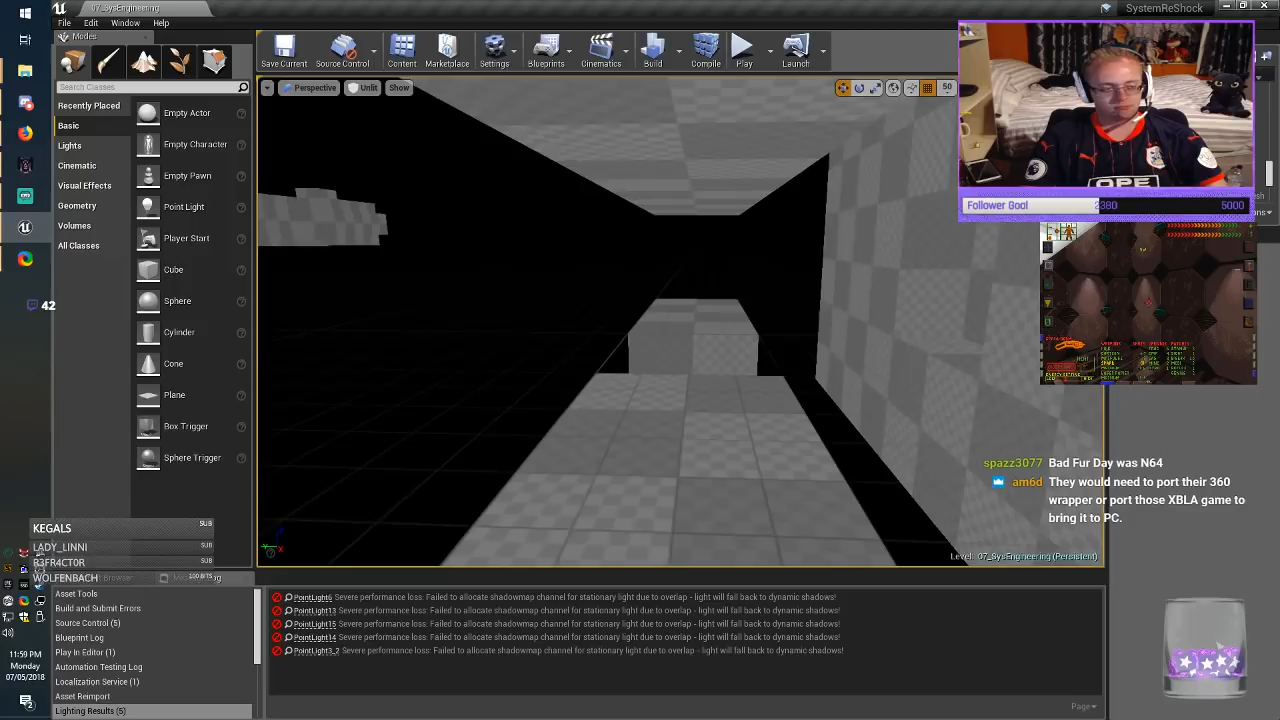 07_SysEngineering
SystemReShock
File Edit Window Help
Modes
Search Classes
Recently Placed
Basic
Lights
Cinematic
Visual Effects
Geometry
Volumes
All Classes
Empty Actor
Empty Character
Empty Pawn
Point Light
Player Start
Cube
Sphere
Cylinder
Cone
Plane
Box Trigger
Sphere Trigger
Save Current
Source Control
Content
Marketplace
Settings
Blueprints
Cinematics
Build
Compile
Play
Launch
Perspective
Unlit
Show
50
OPE
Follower Goal 2380 5000
42
spazz3077 Bad Fur Day was N64
am6d They would need to port their 360
wrapper or port those XBLA game to
bring it to PC.
Level: 07_SysEngineering (Persistent)
KEGALS SUB
LADY_LINNI SUB
R3FR4CT0R SUB
WOLFENBACH 100 BITS
Asset Tools
Build and Submit Errors
Source Control (5)
Blueprint Log
Play In Editor (1)
Automation Testing Log
Localization Service (1)
Asset Reimport
Lighting Results (5)
PointLight6 Severe performance loss: Failed to allocate shadowmap channel for stationary light due to overlap - light will fall back to dynamic shadows!
PointLight13 Severe performance loss: Failed to allocate shadowmap channel for stationary light due to overlap - light will fall back to dynamic shadows!
PointLight15 Severe performance loss: Failed to allocate shadowmap channel for stationary light due to overlap - light will fall back to dynamic shadows!
PointLight14 Severe performance loss: Failed to allocate shadowmap channel for stationary light due to overlap - light will fall back to dynamic shadows!
PointLight3_2 Severe performance loss: Failed to allocate shadowmap channel for stationary light due to overlap - light will fall back to dynamic shadows!
Page
11:59 PM
Monday
07/05/2018
2